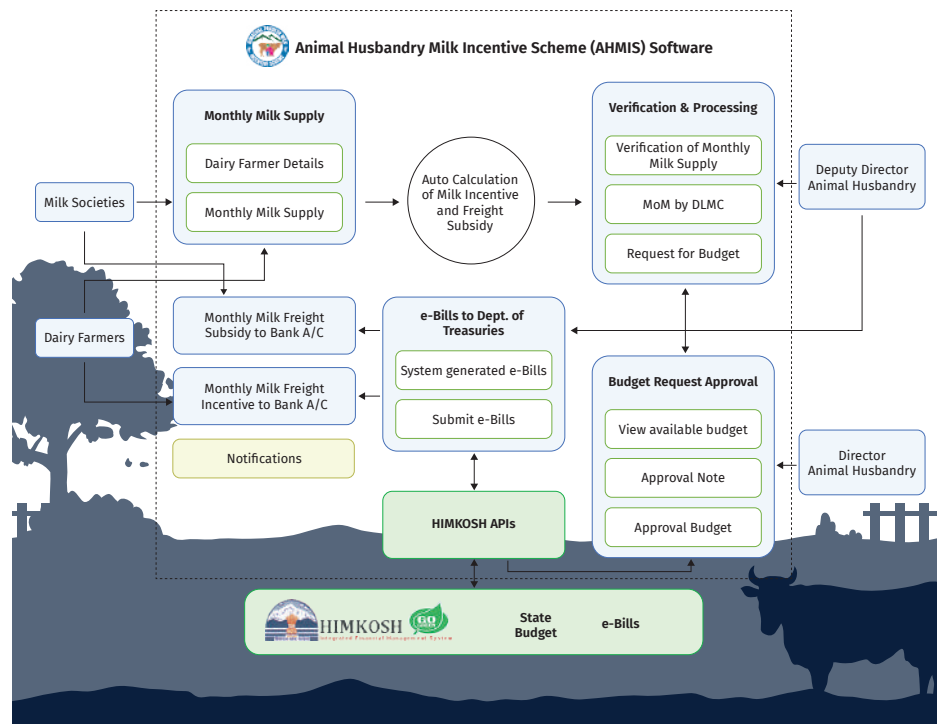 Animal Husbandry Milk Incentive Scheme (AHMIS) Software
Monthly Milk Supply
Dairy Farmer Details
Monthly Milk Supply
Auto Calculation
of Milk Incentive
and Freight
Subsidy
Verification & Processing
Verification of Monthly
Milk Supply
MoM by DLMC
Request for Budget
Deputy Director
Animal Husbandry
Milk Societies
Dairy Farmers
Monthly Milk Freight
Subsidy to Bank A/C
Monthly Milk Freight
Incentive to Bank A/C
Notifications
e-Bills to Dept. of
Treasuries
System generated e-Bills
Submit e-Bills
Budget Request Approval
View available budget
Approval Note
Approval Budget
Director
Animal Husbandry
HIMKOSH APIs
HIMKOSH
Integrated Financial Management System
GO
State
Budget
e-Bills